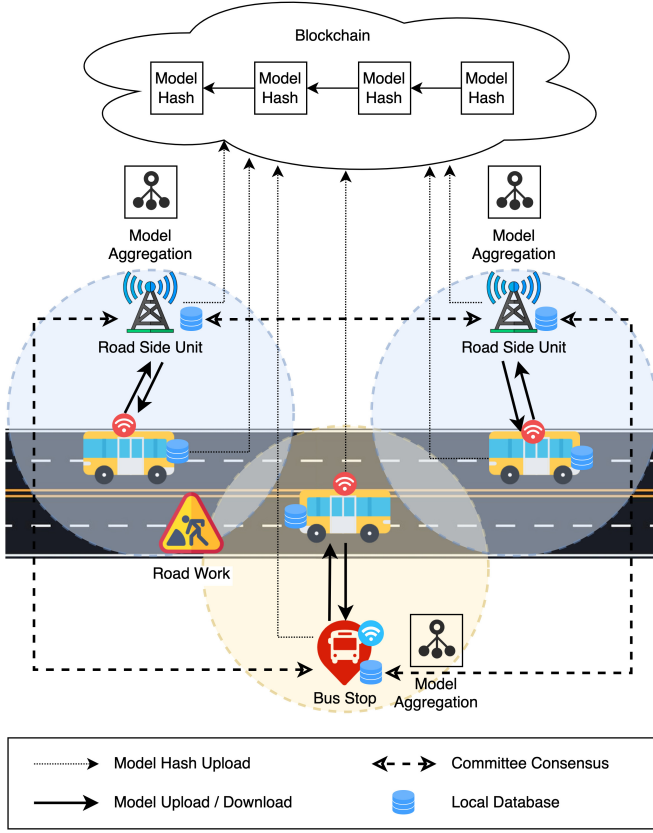 Blockchain
Model
Hash
Model
Hash
Model
Hash
Model
Hash
Model
Aggregation
Model
Aggregation
Road Side Unit
Road Side Unit
Road Work
Bus Stop
Model
Aggregation
Model Hash Upload
Committee Consensus
Model Upload / Download
Local Database